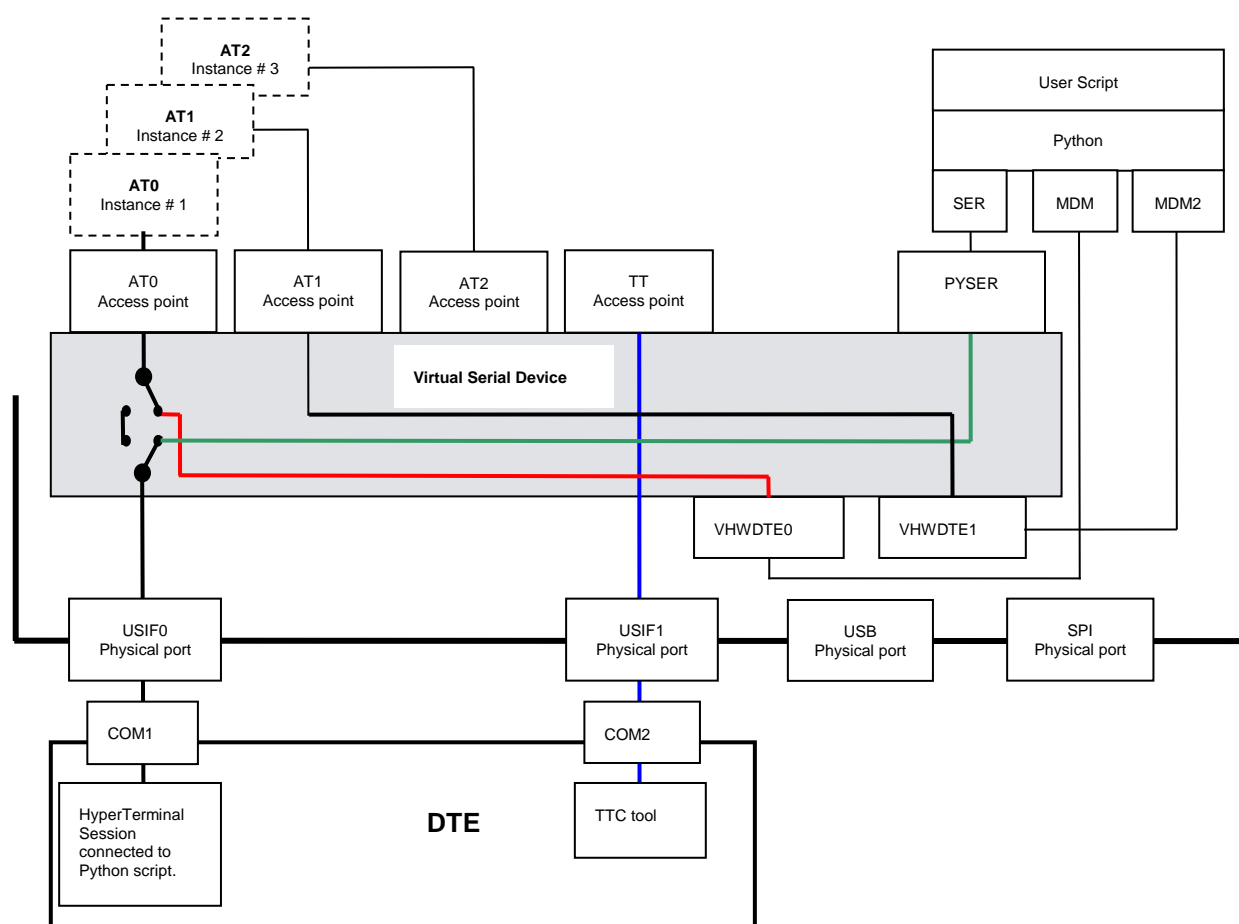 AT2
Instance # 3
AT1
Instance # 2
AT0
Instance # 1
User Script
Python
SER
MDM
MDM2
AT0
Access point
AT1
Access point
AT2
Access point
TT
Access point
PYSER
Virtual Serial Device
VHWDTE0
VHWDTE1
USIF0
Physical port
USIF1
Physical port
USB
Physical port
SPI
Physical port
COM1
COM2
HyperTerminal
Session
connected to
Python script.
DTE
TTC tool